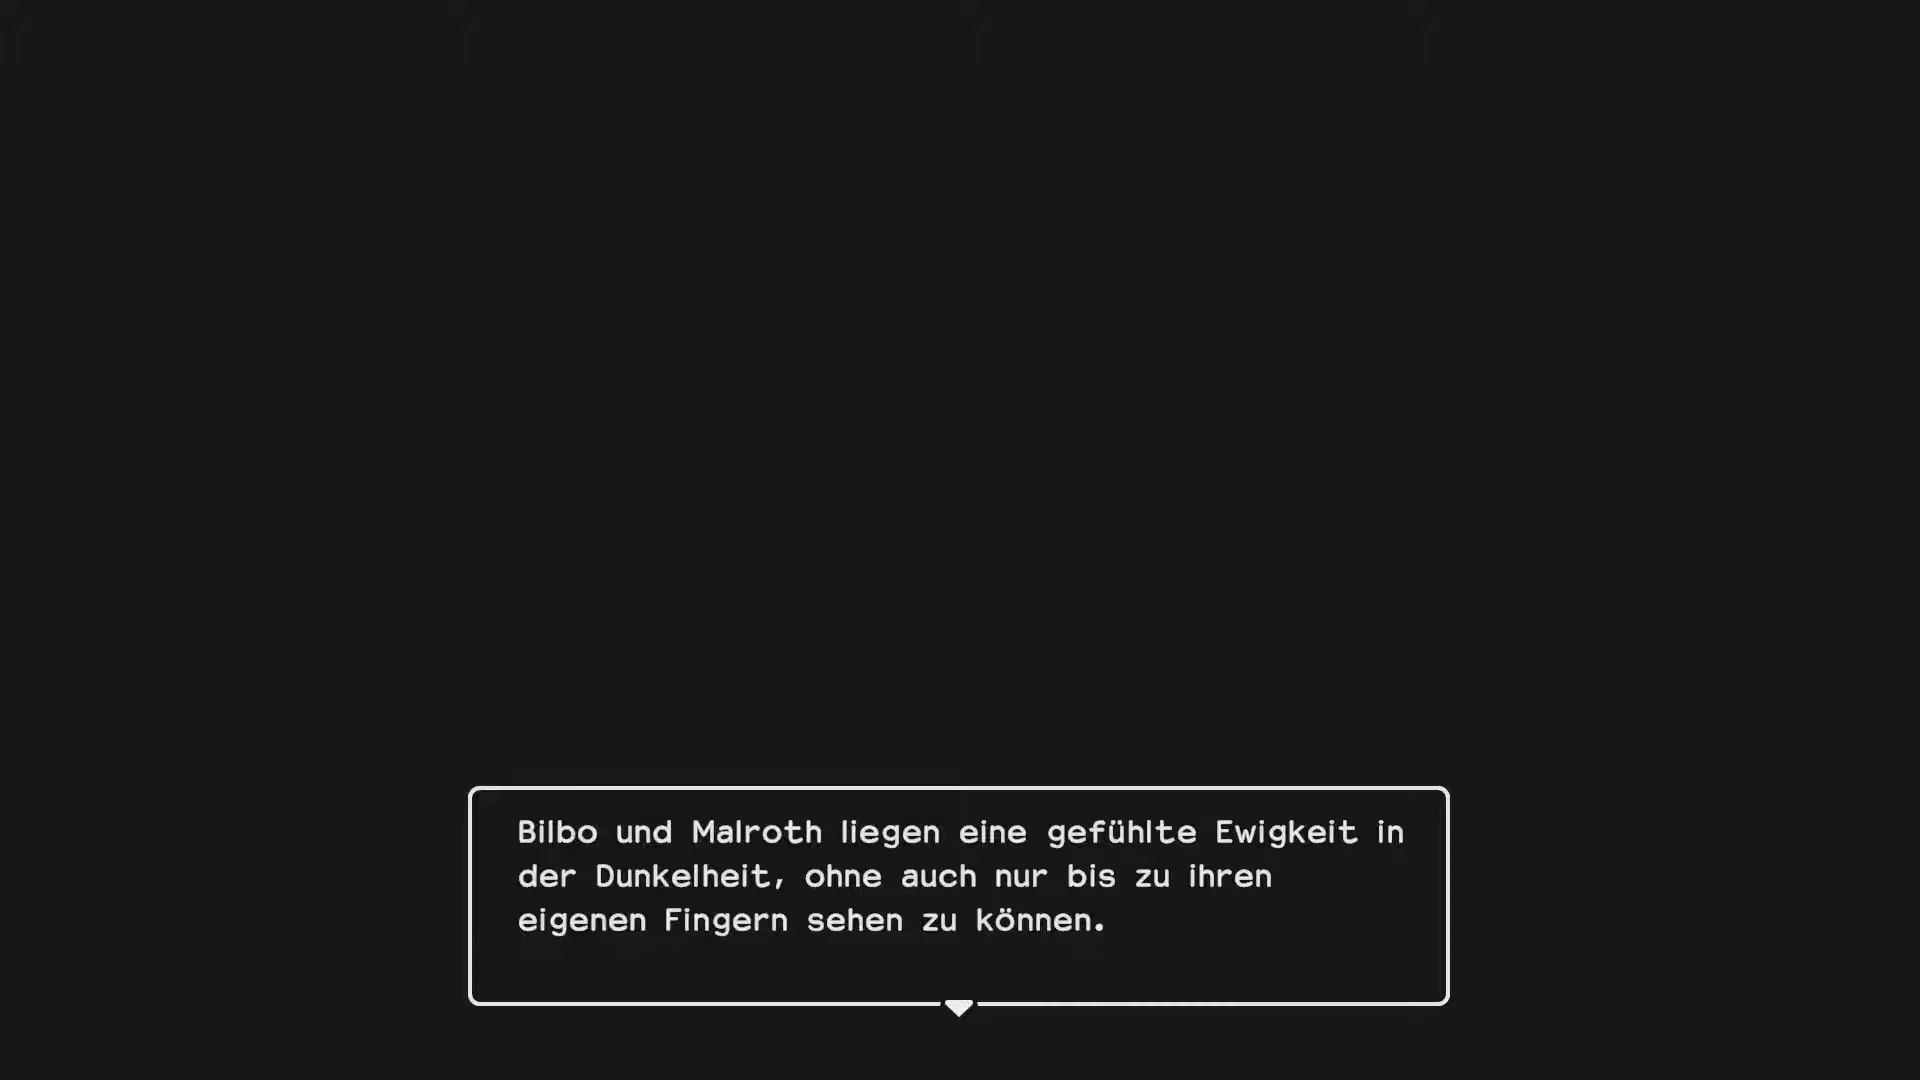 Bilbo und Malroth liegen eine gefühlte Ewigkeit in
der Dunkelheit, ohne auch nur bis zu ihren
eigenen Fingern sehen zu können.